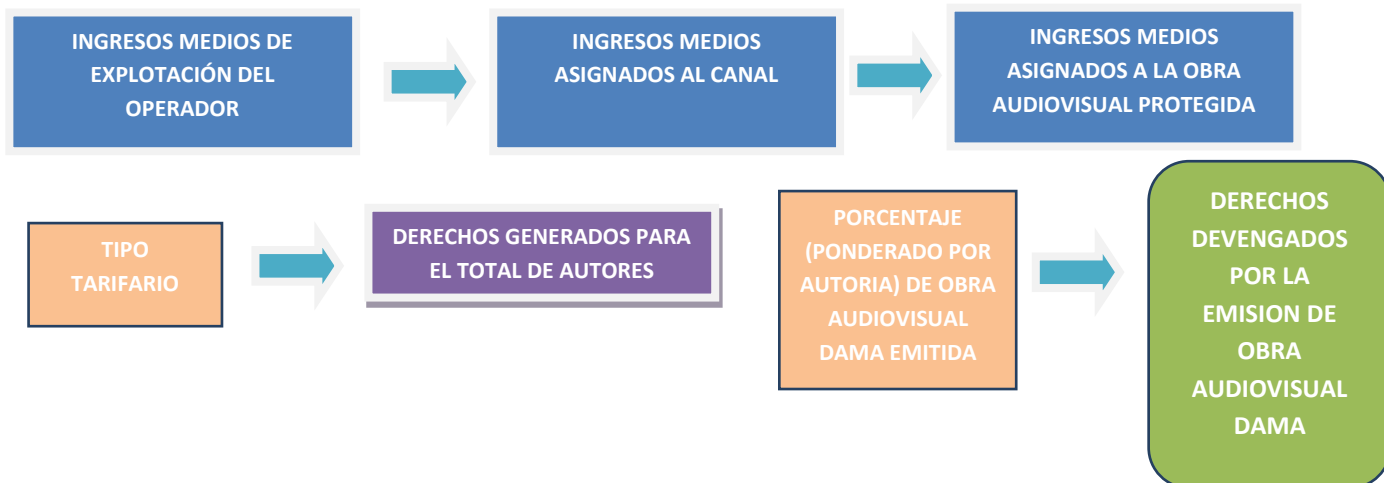 INGRESOS MEDIOS DE
EXPLOTACIÓN DEL
OPERADOR
INGRESOS MEDIOS
ASIGNADOS AL CANAL
INGRESOS MEDIOS
ASIGNADOS A LA OBRA
AUDIOVISUAL PROTEGIDA
TIPO
TARIFARIO
DERECHOS GENERADOS PARA
EL TOTAL DE AUTORES
PORCENTAJE
(PONDERADO POR
AUTORIA) DE OBRA
AUDIOVISUAL
DAMA EMITIDA
DERECHOS
DEVENGADOS
POR LA
EMISION DE
OBRA
AUDIOVISUAL
DAMA